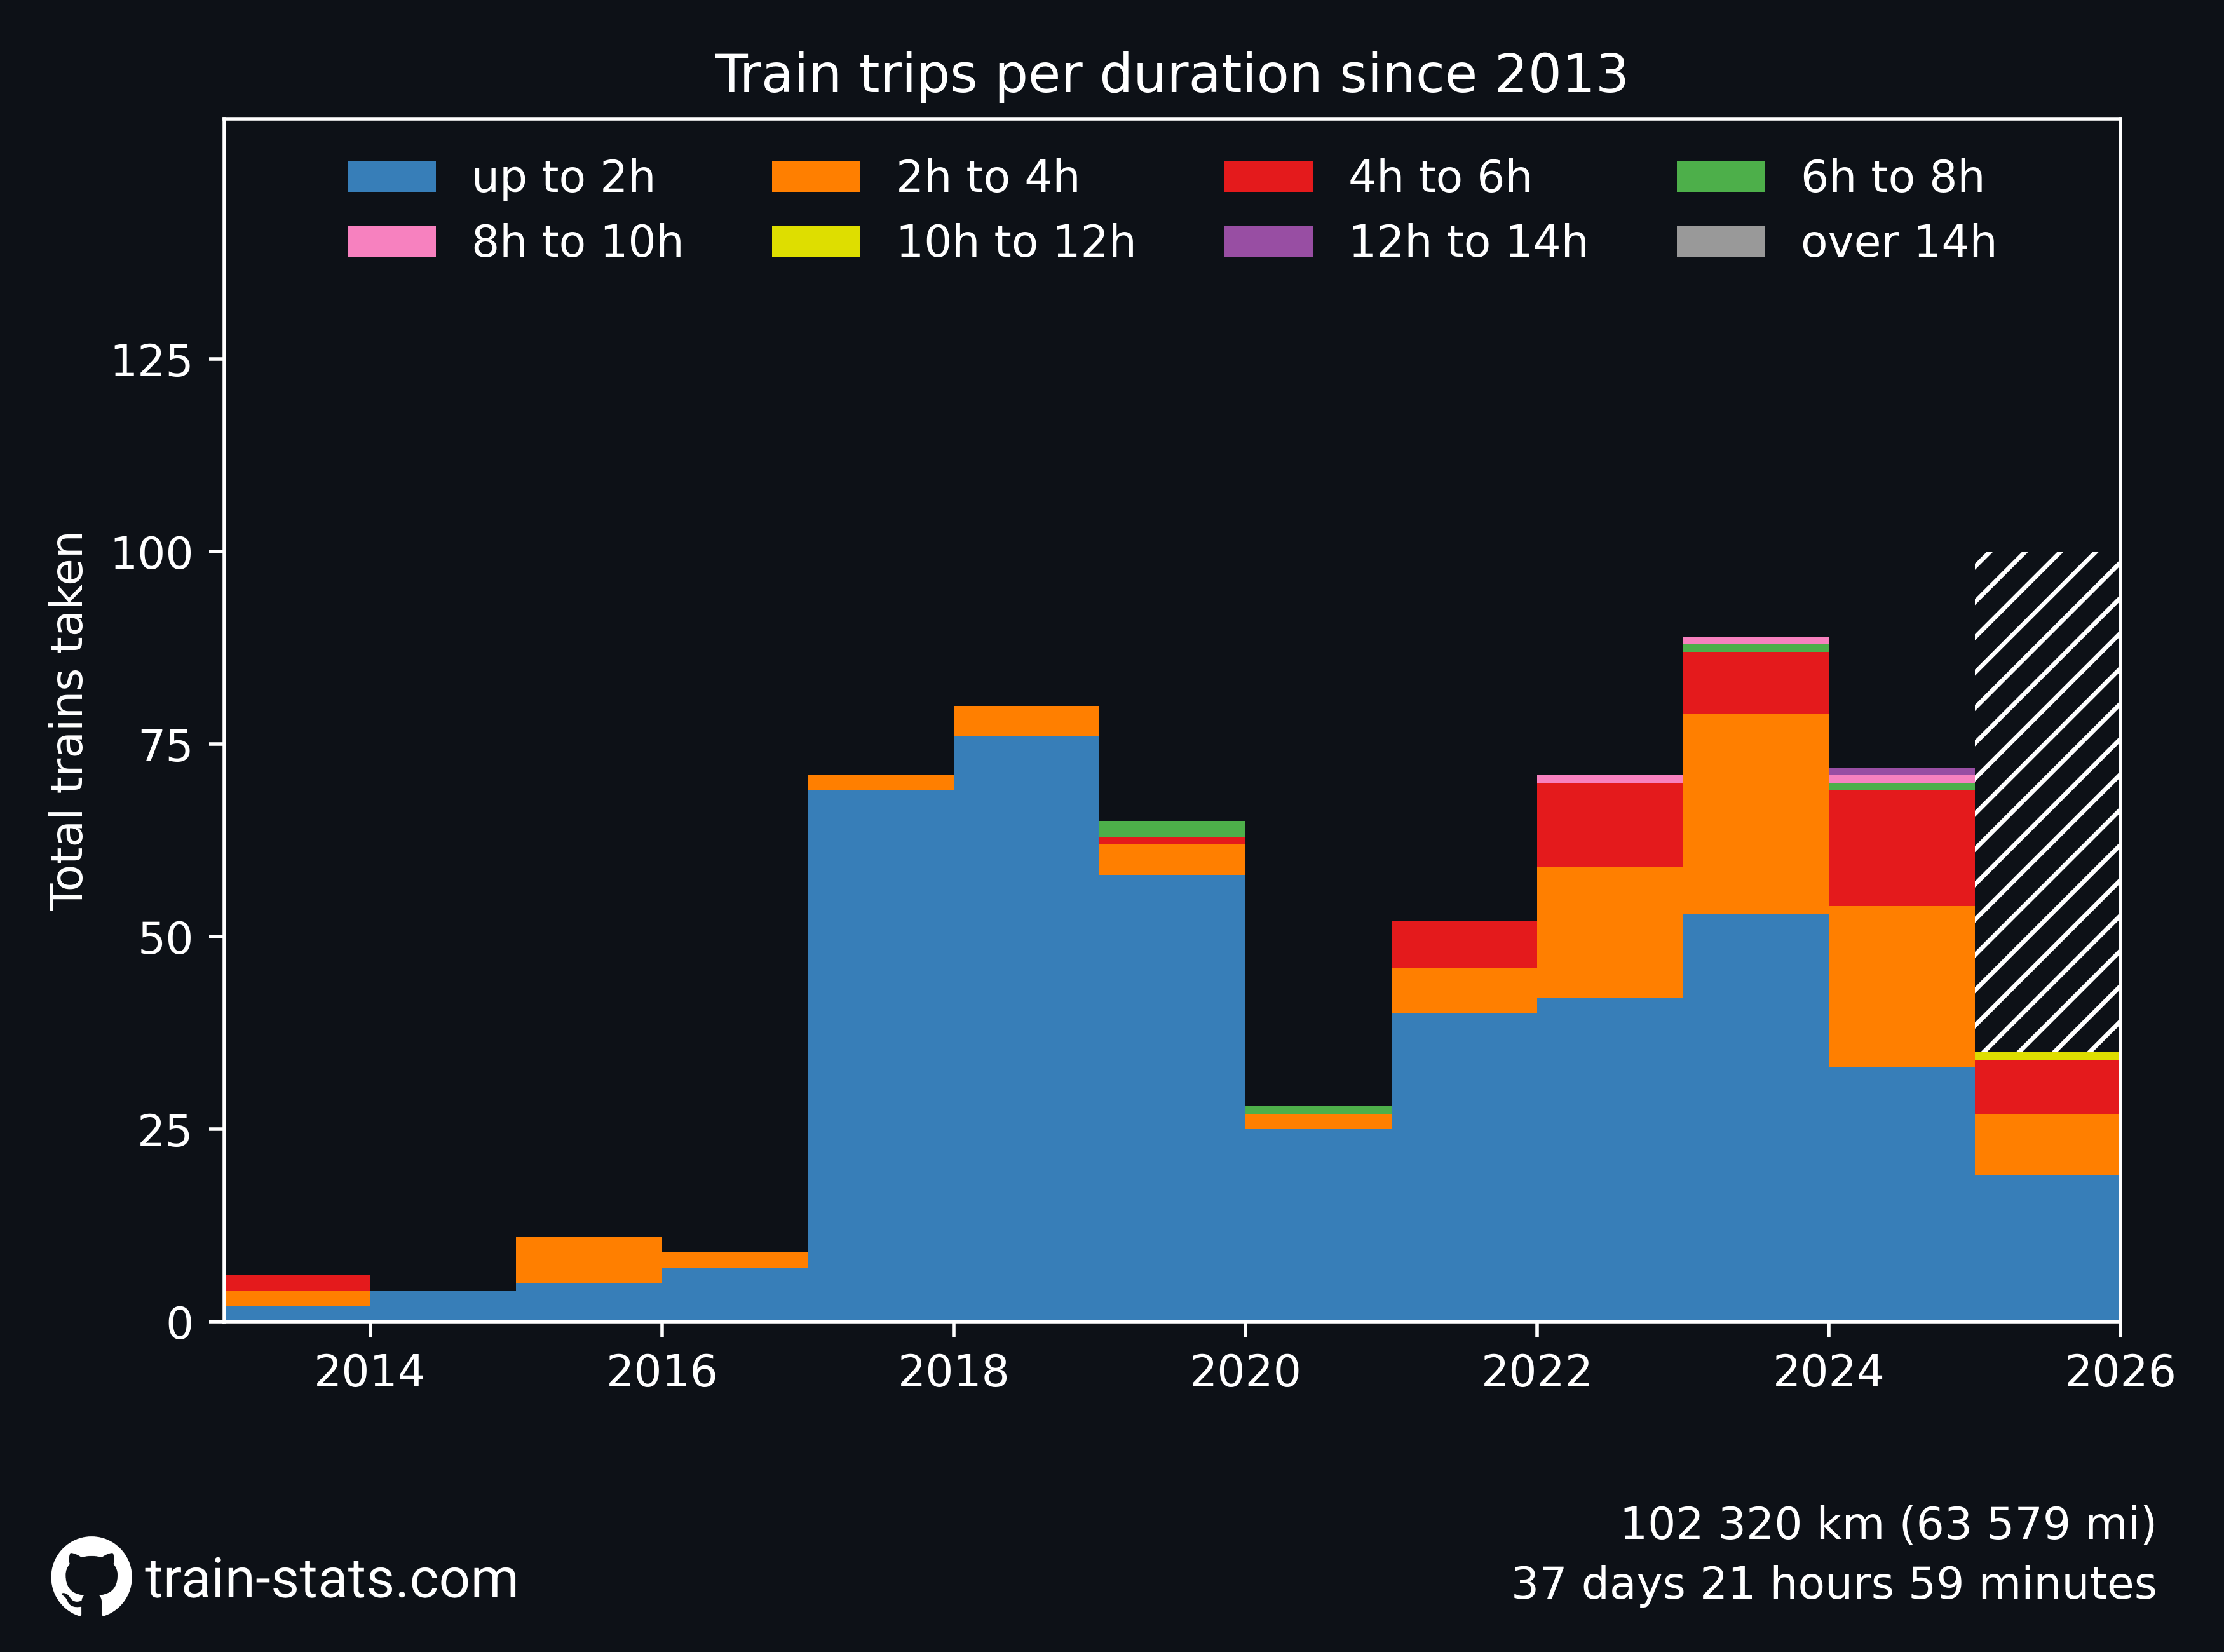 Train trips per duration since 2013
up to 2h 2h to 4h 4h to 6h 6h to 8h
8h to 10h 10h to 12h 12h to 14h over 14h
Total trains taken
125
100
75
50
25
0
2014 2016 2018 2020 2022 2024 2026
102 320 km (63 579 mi)
train-stats.com
37 days 21 hours 59 minutes